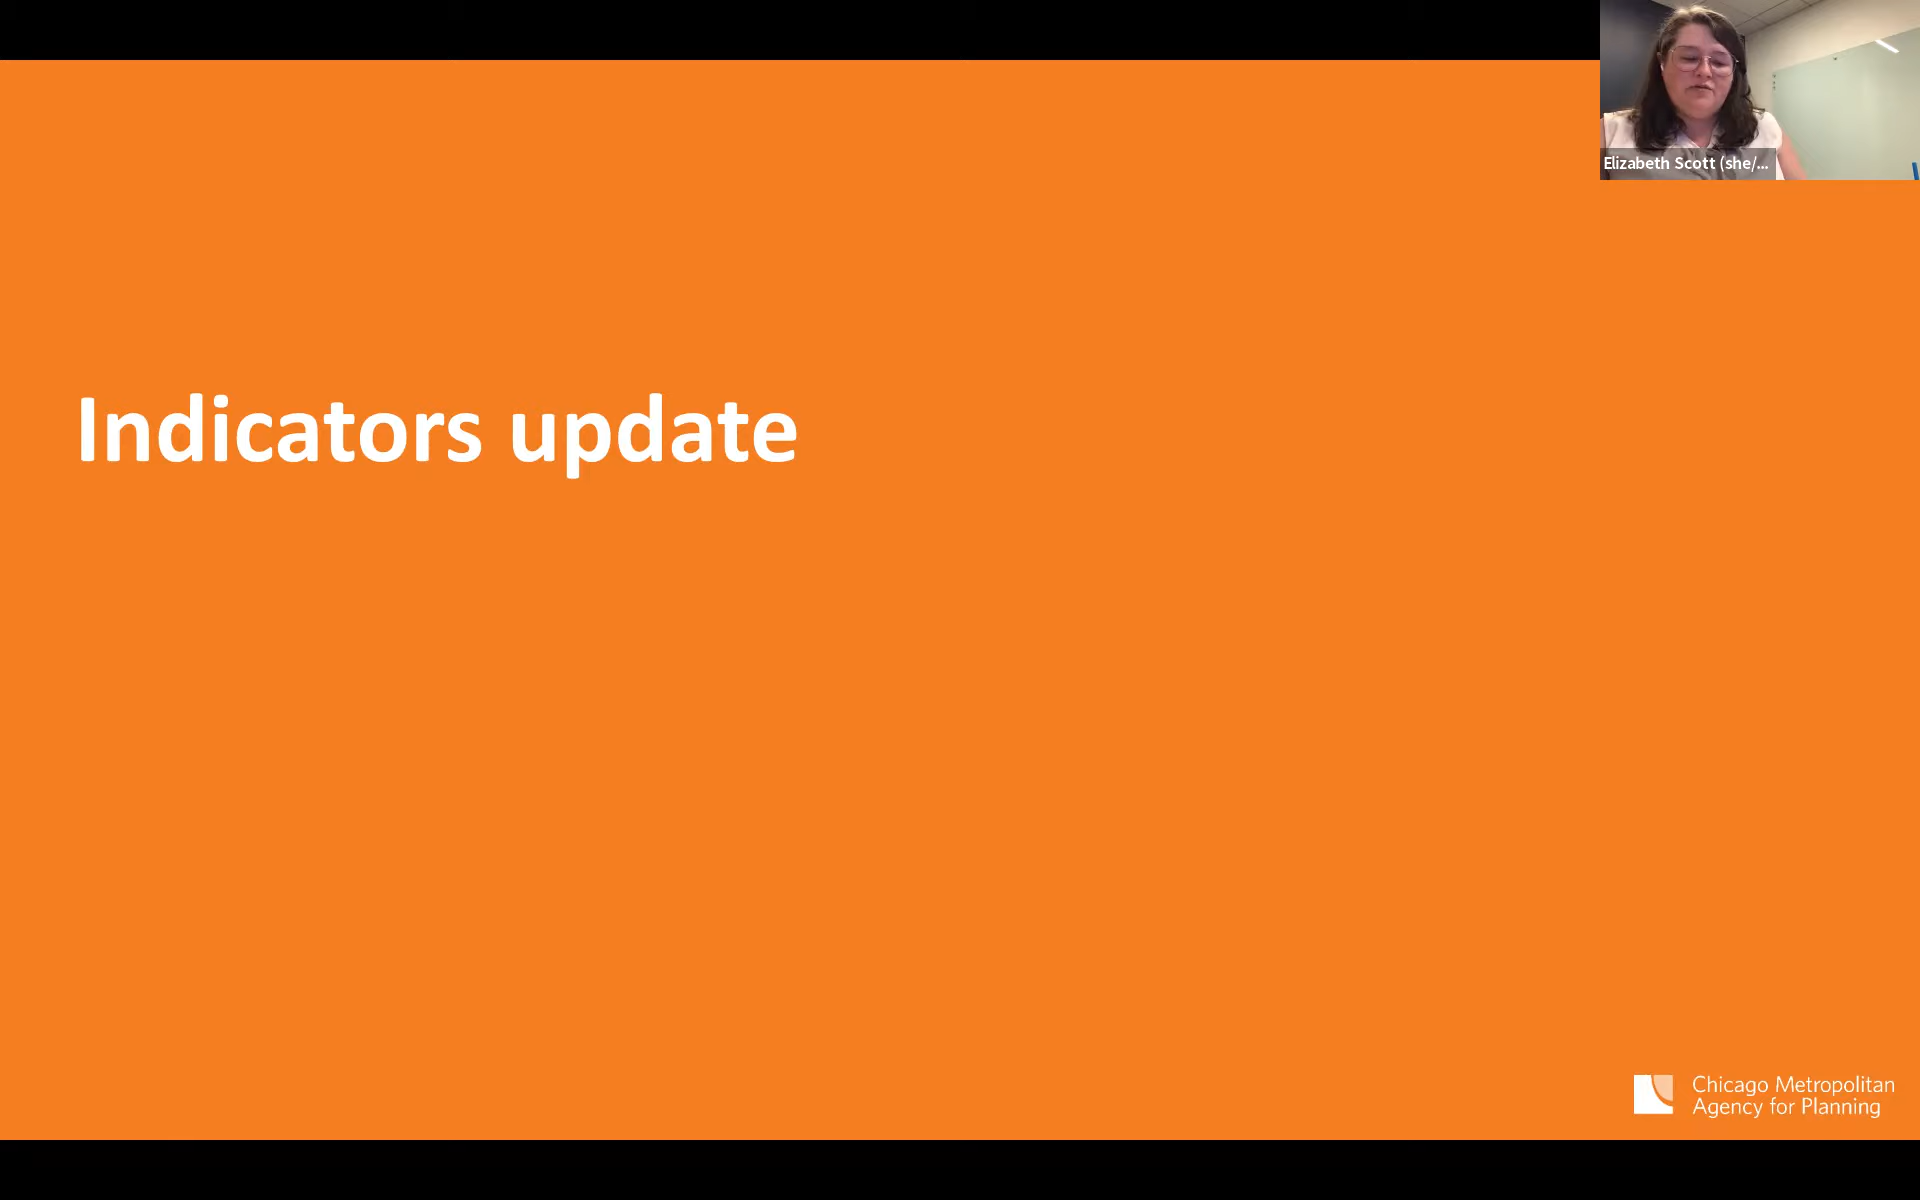 Elizabeth Scott (she/...
Indicators update
Chicago Metropolitan
Agency for Planning